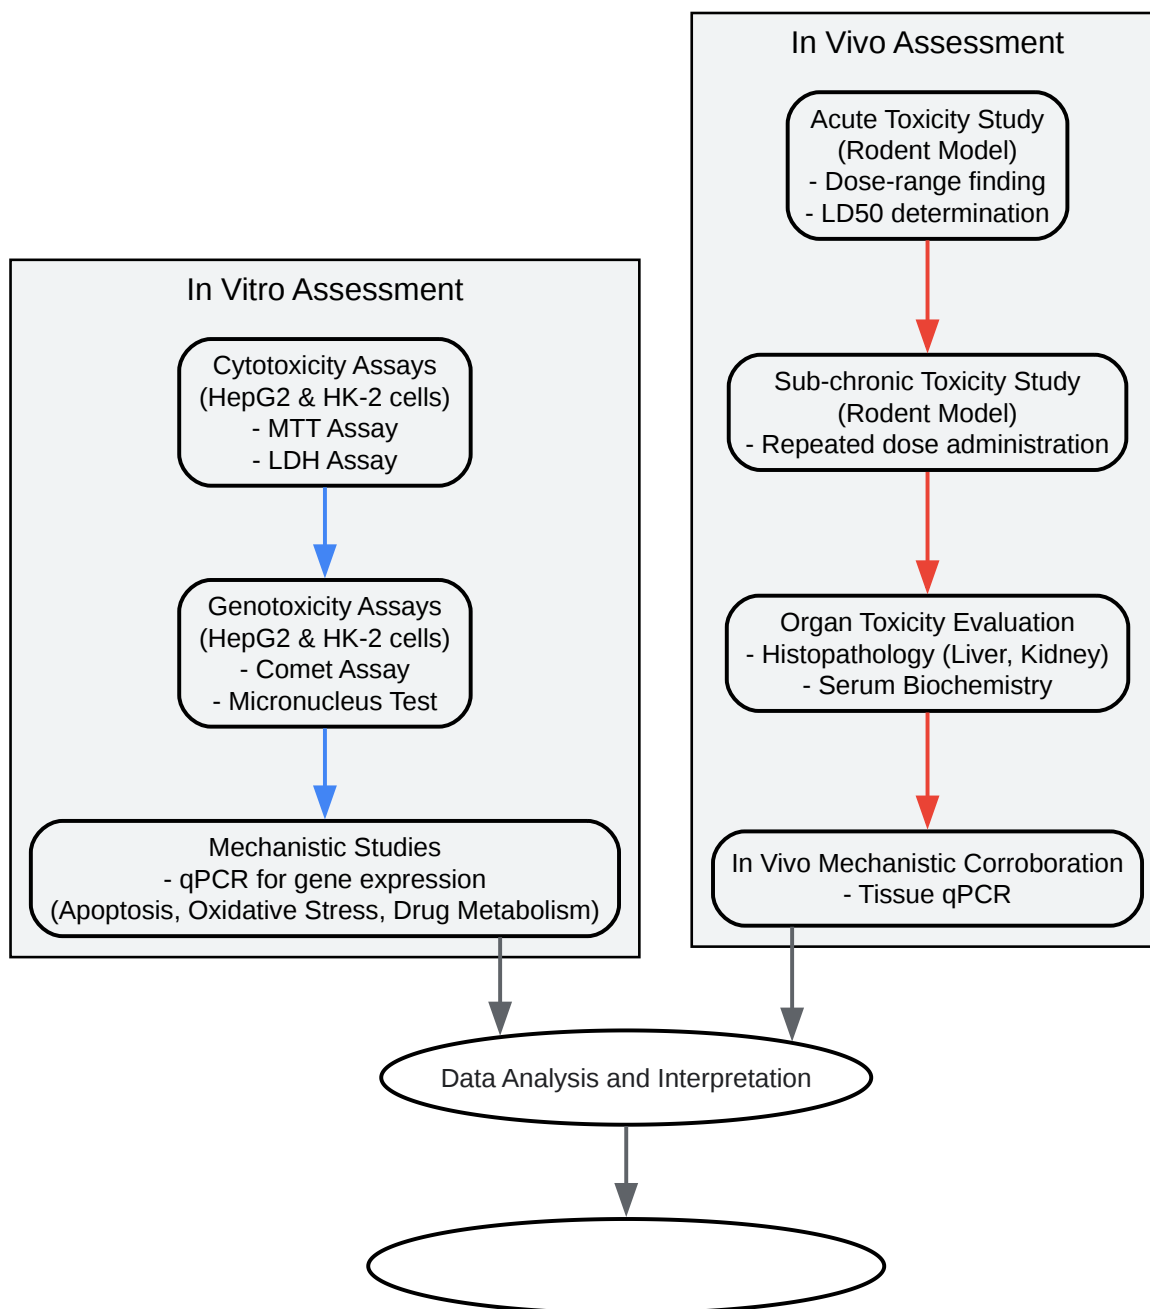 In Vitro Assessment
Cytotoxicity Assays
(HepG2 & HK-2 cells)
- MTT Assay
- LDH Assay
Genotoxicity Assays
(HepG2 & HK-2 cells)
- Comet Assay
- Micronucleus Test
Mechanistic Studies
- qPCR for gene expression
(Apoptosis, Oxidative Stress, Drug Metabolism)
In Vivo Assessment
Acute Toxicity Study
(Rodent Model)
- Dose-range finding
- LD50 determination
Sub-chronic Toxicity Study
(Rodent Model)
- Repeated dose administration
Organ Toxicity Evaluation
- Histopathology (Liver, Kidney)
- Serum Biochemistry
In Vivo Mechanistic Corroboration
- Tissue qPCR
Data Analysis and Interpretation